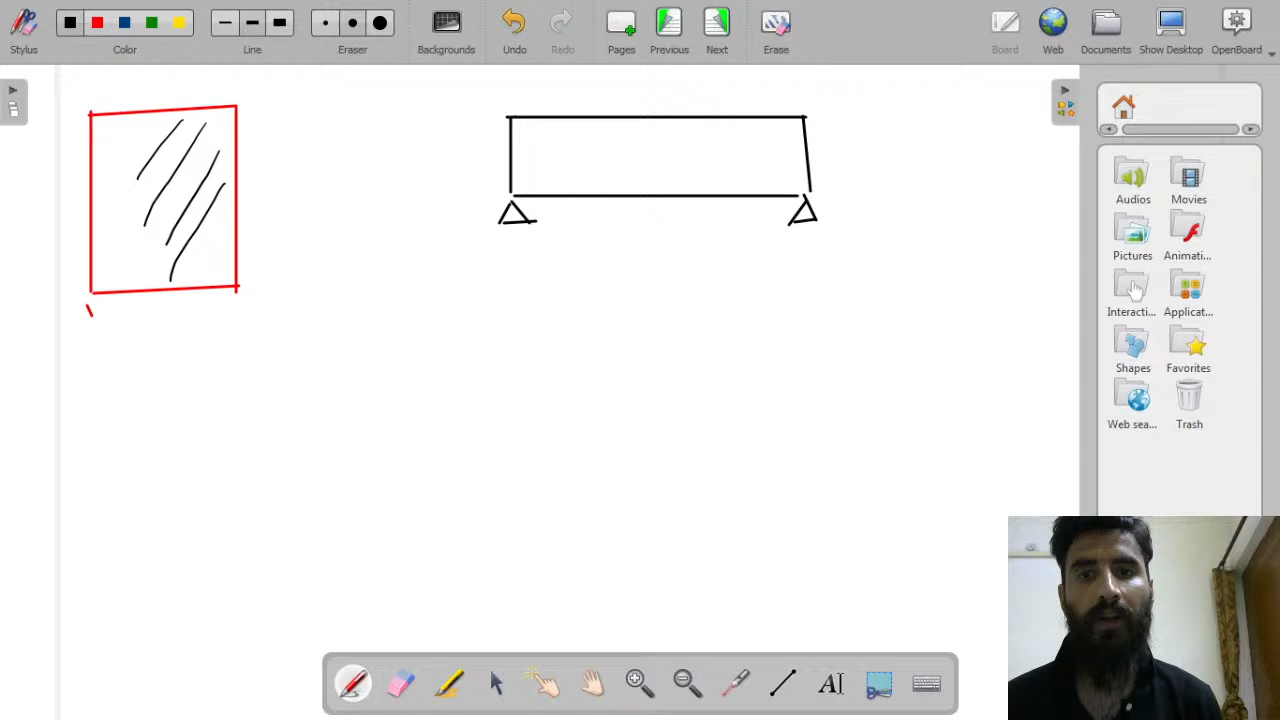 Stylus
Color
Line
Eraser
Backgrounds
Undo
Redo
Pages
Previous
Next
Erase
Board
Web
Documents
Show Desktop
OpenBoard
Audios
Movies
Pictures
Animati...
Interacti...
Applicat...
Shapes
Favorites
Web sea...
Trash
AI